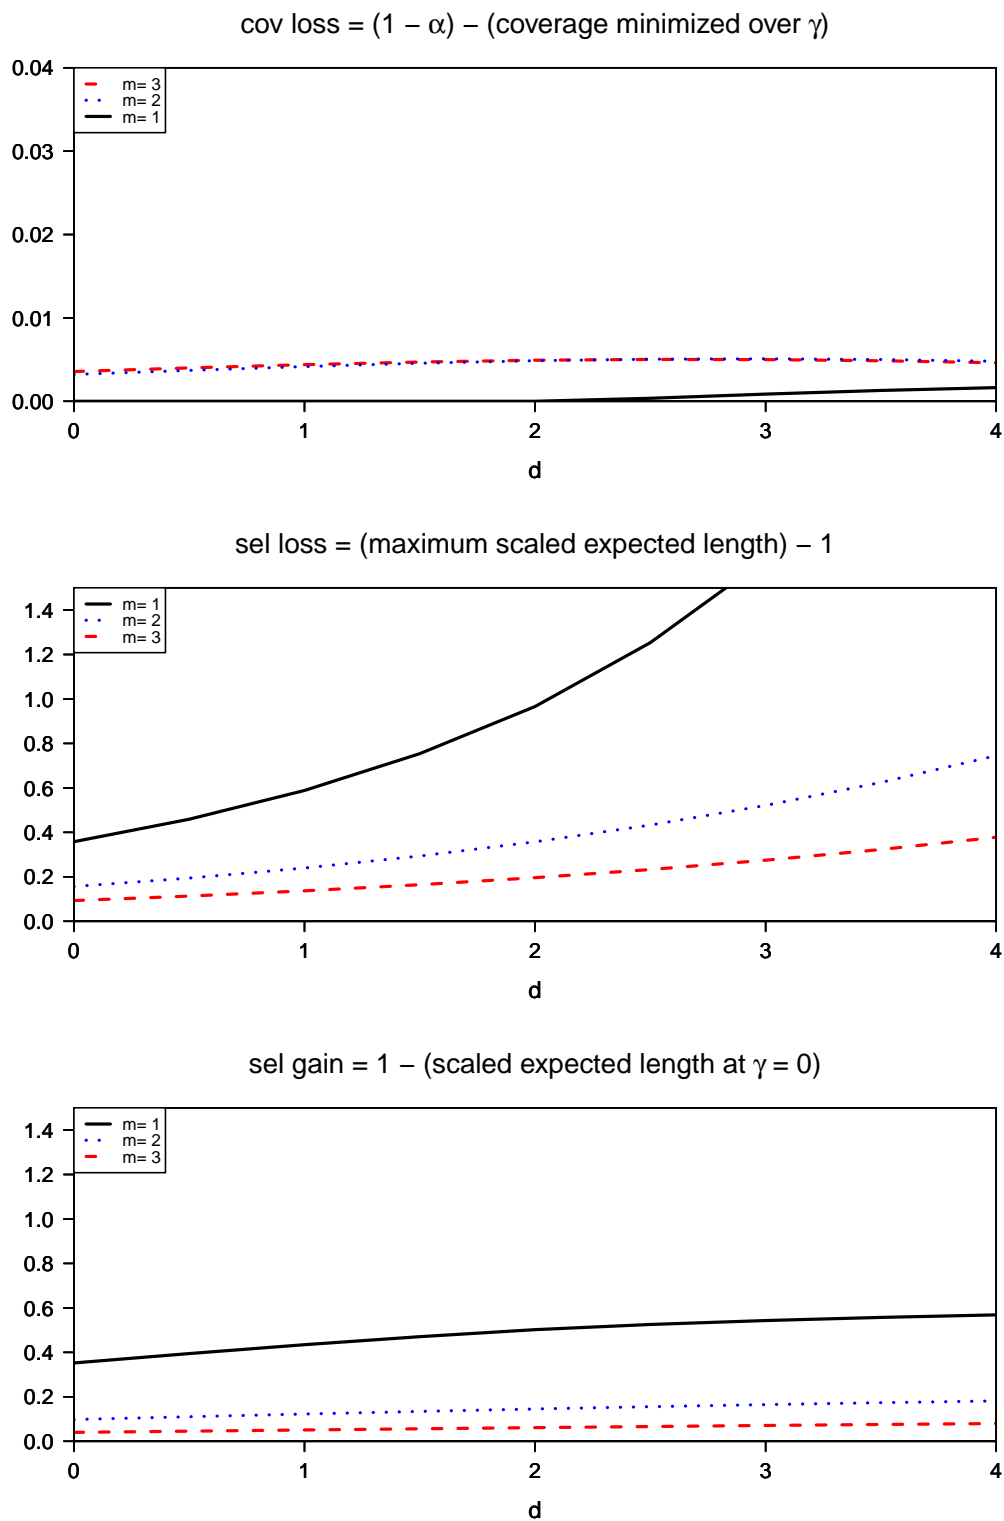 cov loss = (1 − α) − (coverage minimized over γ)
0.04
m= 3
m= 2
m= 1
0.03
0.02
0.01
0.00
0 1 2 3 4
d
sel loss = (maximum scaled expected length) − 1
m= 1
1.4
m= 2
m= 3
1.2
1.0
0.8
0.6
0.4
0.2
0.0
0 1 2 3 4
d
sel gain = 1 − (scaled expected length at γ = 0)
m= 1
1.4
m= 2
m= 3
1.2
1.0
0.8
0.6
0.4
0.2
0.0
0 1 2 3 4
d